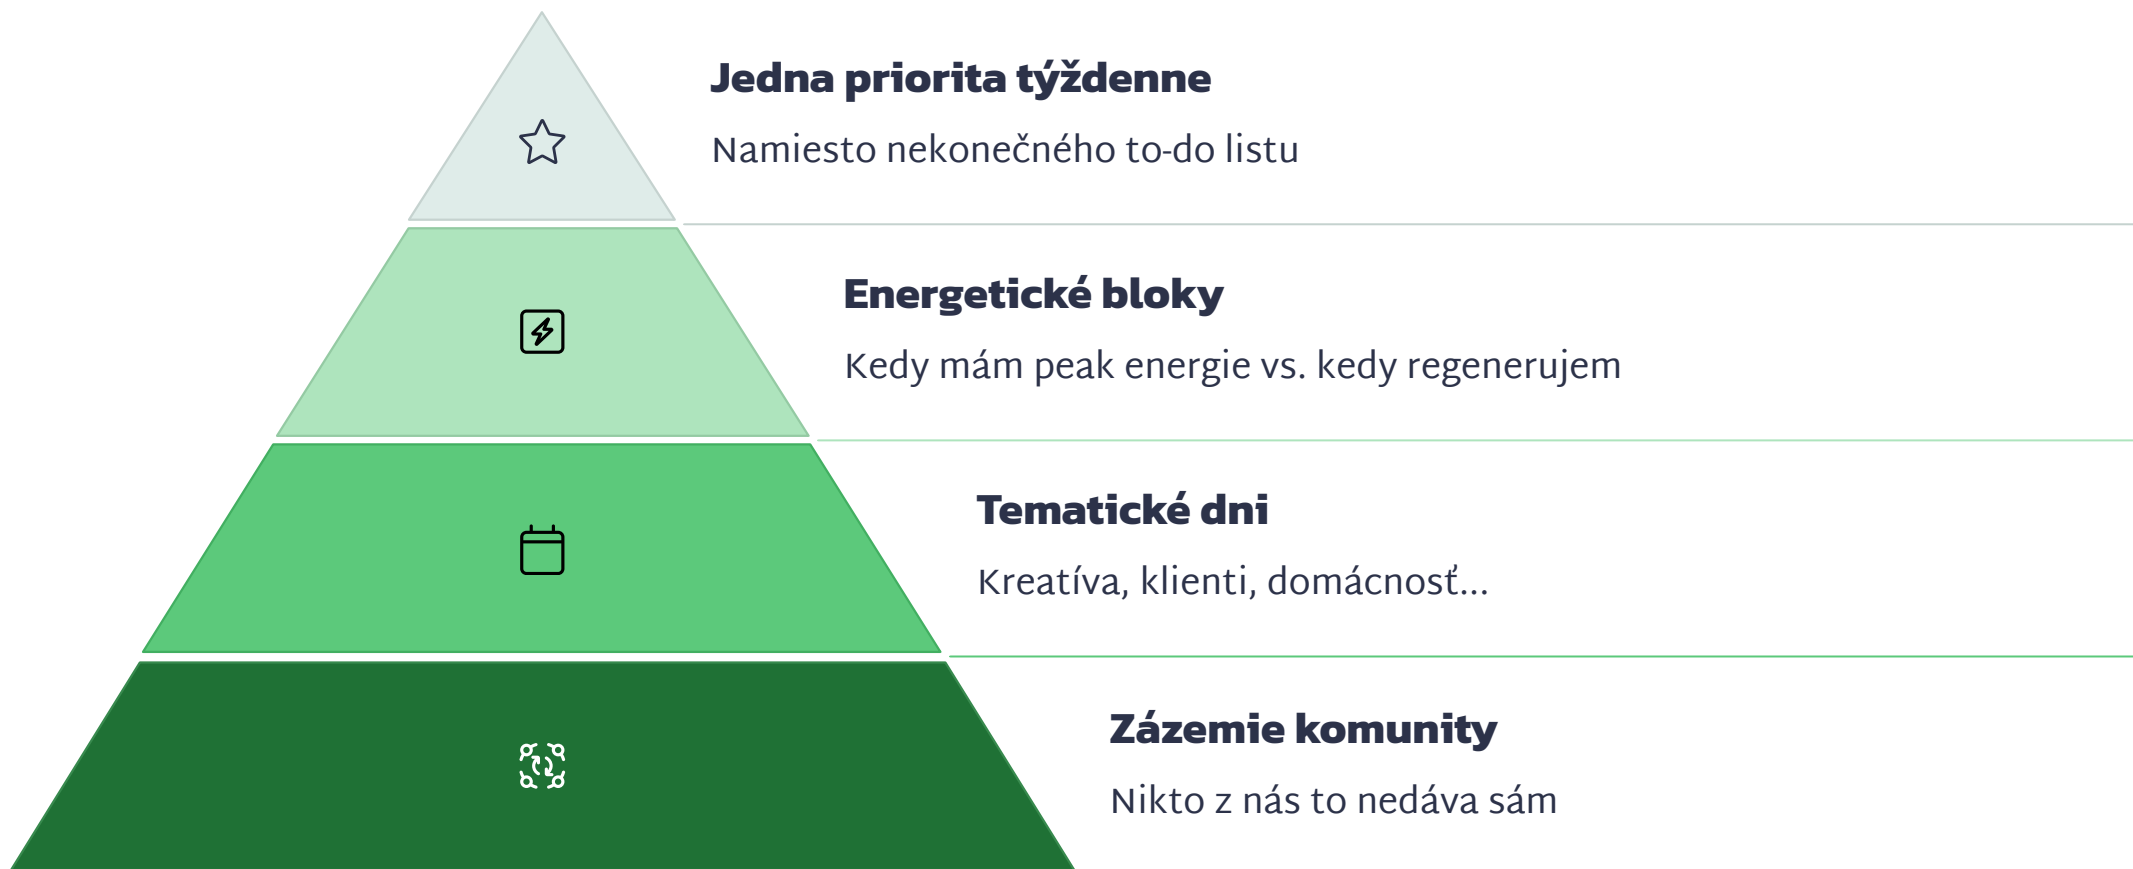 Jedna priorita týždenne
Namiesto nekonečného to-do listu
Energetické bloky
Kedy mám peak energie vs. kedy regenerujem
Tematické dni
Kreatíva, klienti, domácnosť...
Zázemie komunity
Nikto z nás to nedáva sám